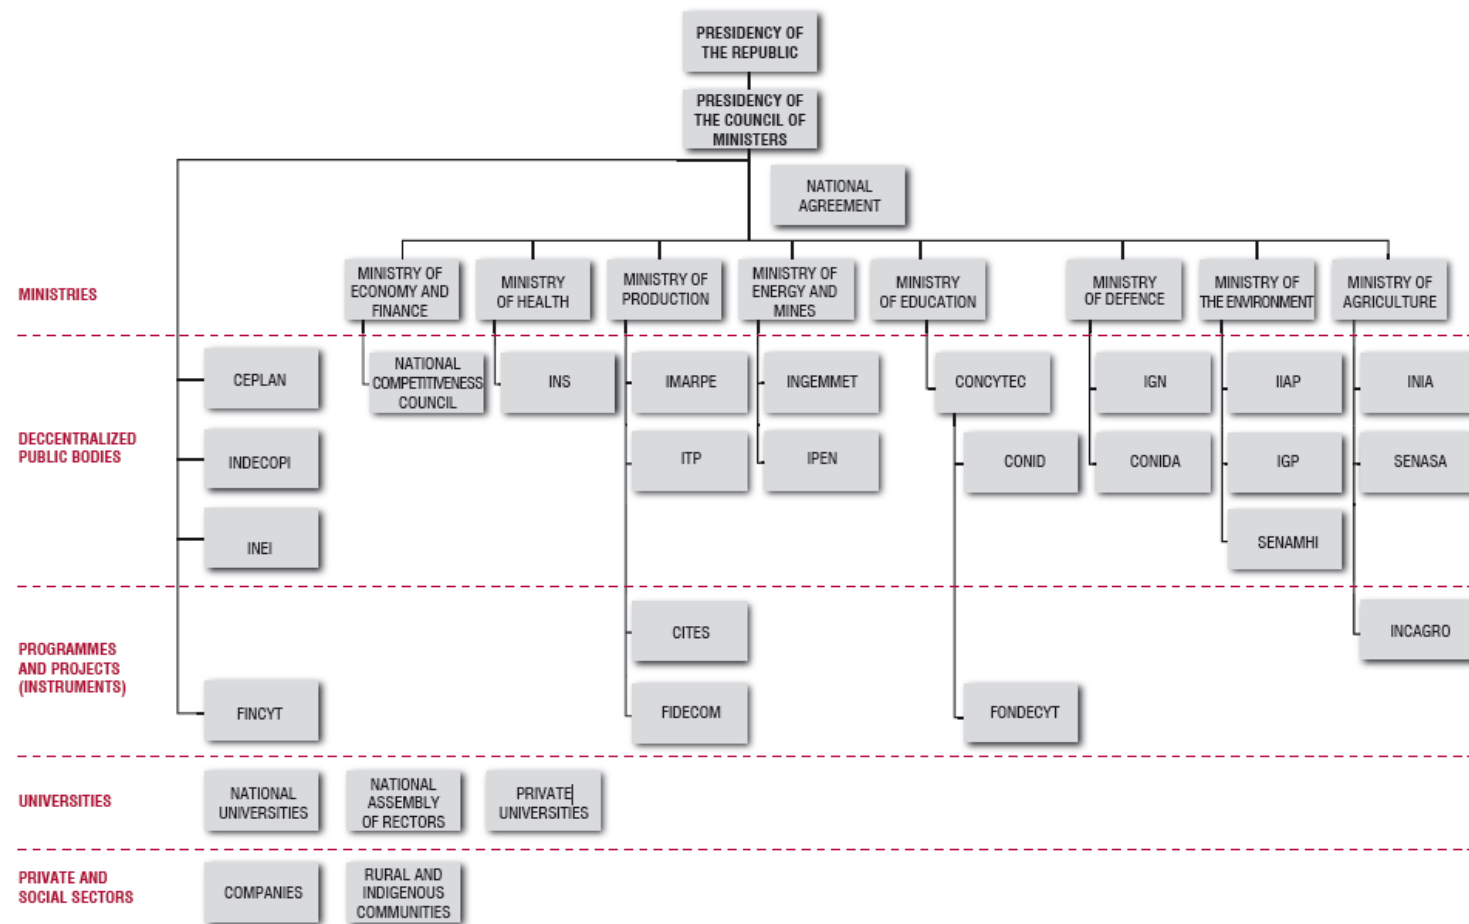 PRESIDENCY OF
THE REPUBLIC
PRESIDENCY OF
THE COUNCIL OF
MINISTERS
NATIONAL
AGREEMENT
MINISTRIES
MINISTRY OF
ECONOMY AND
FINANCE
MINISTRY
OF HEALTH
MINISTRY OF
PRODUCTION
MINISTRY OF
ENERGY AND
MINES
MINISTRY
OF EDUCATION
MINISTRY
OF DEFENCE
MINISTRY OF
THE ENVIRONMENT
MINISTRY OF
AGRICULTURE
DECCENTRALIZED
PUBLIC BODIES
CEPLAN
NATIONAL
COMPETITIVENESS
COUNCIL
INS
IMARPE
INGEMMET
CONCYTEC
IGN
IIAP
INIA
INDECOPI
ITP
IPEN
CONID
CONIDA
IGP
SENASA
INEI
SENAMHI
PROGRAMMES
AND PROJECTS
(INSTRUMENTS)
CITES
INCAGRO
FINCYT
FIDECOM
FONDECYT
UNIVERSITIES
NATIONAL
UNIVERSITIES
NATIONAL
ASSEMBLY
OF RECTORS
PRIVATE
UNIVERSITIES
PRIVATE AND
SOCIAL SECTORS
COMPANIES
RURAL AND
INDIGENOUS
COMMUNITIES